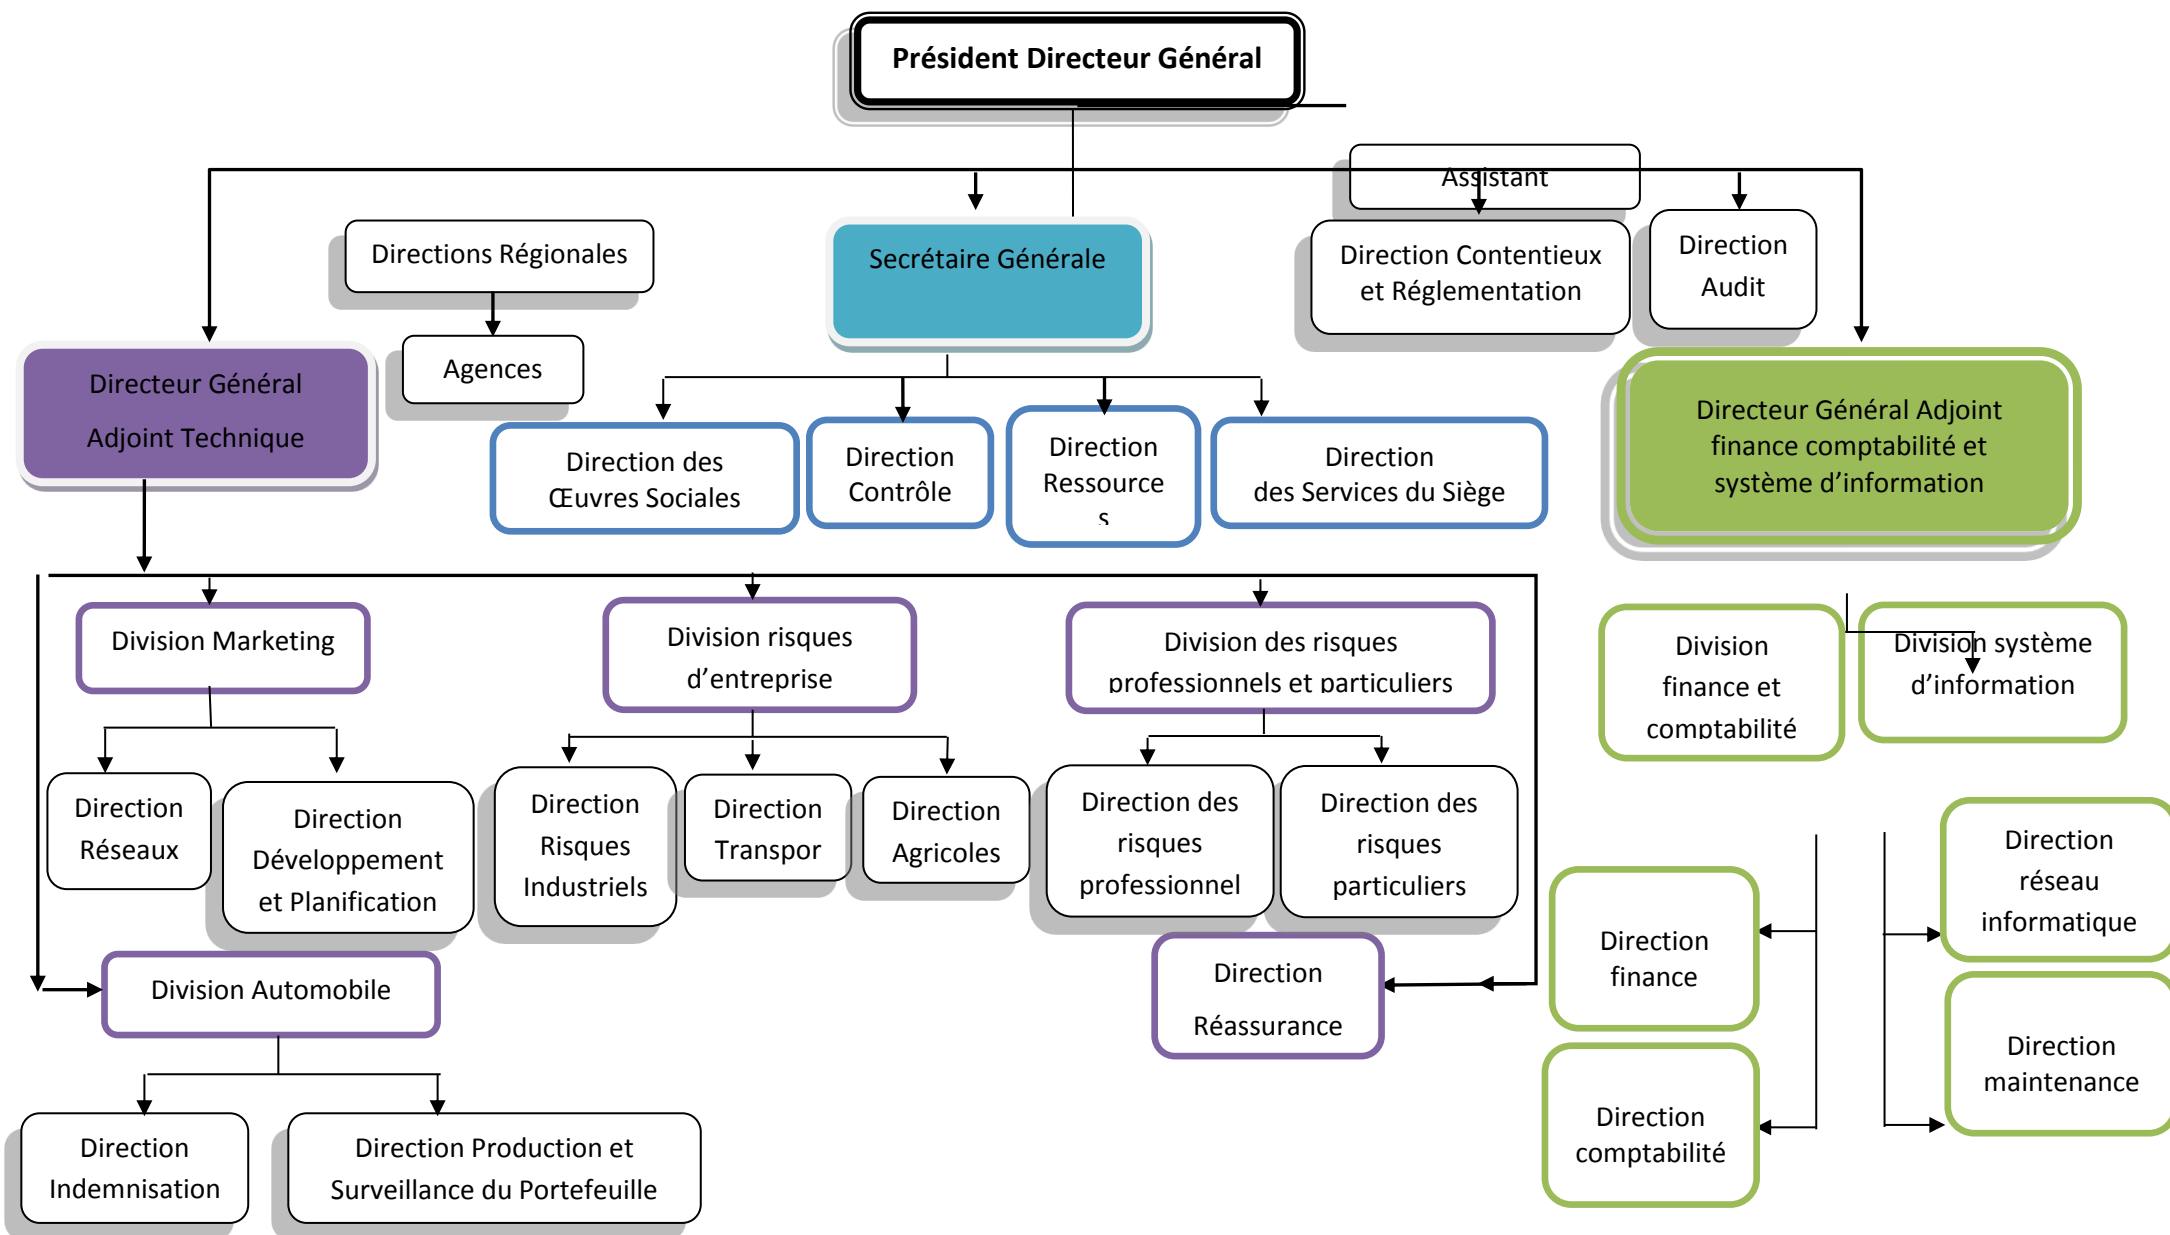 Président Directeur Général
Assistant
Directions Régionales
Secrétaire Générale
Direction Contentieux
et Réglementation
Direction
Audit
Agences
Directeur Général
Adjoint Technique
Directeur Général Adjoint
finance comptabilité et
système d’information
Direction des
Œuvres Sociales
Direction
Contrôle
Direction
Ressource
s
Direction
des Services du Siège
Division Marketing
Division risques
d’entreprise
Division des risques
professionnels et particuliers
Division
finance et
comptabilité
Division système
d’information
Direction
Réseaux
Direction
Développement
et Planification
Direction
Risques
Industriels
Direction
Transpor
Direction
Agricoles
Direction des
risques
professionnel
Direction des
risques
particuliers
Direction
réseau
informatique
Direction
finance
Division Automobile
Direction
Réassurance
Direction
maintenance
Direction
comptabilité
Direction
Indemnisation
Direction Production et
Surveillance du Portefeuille